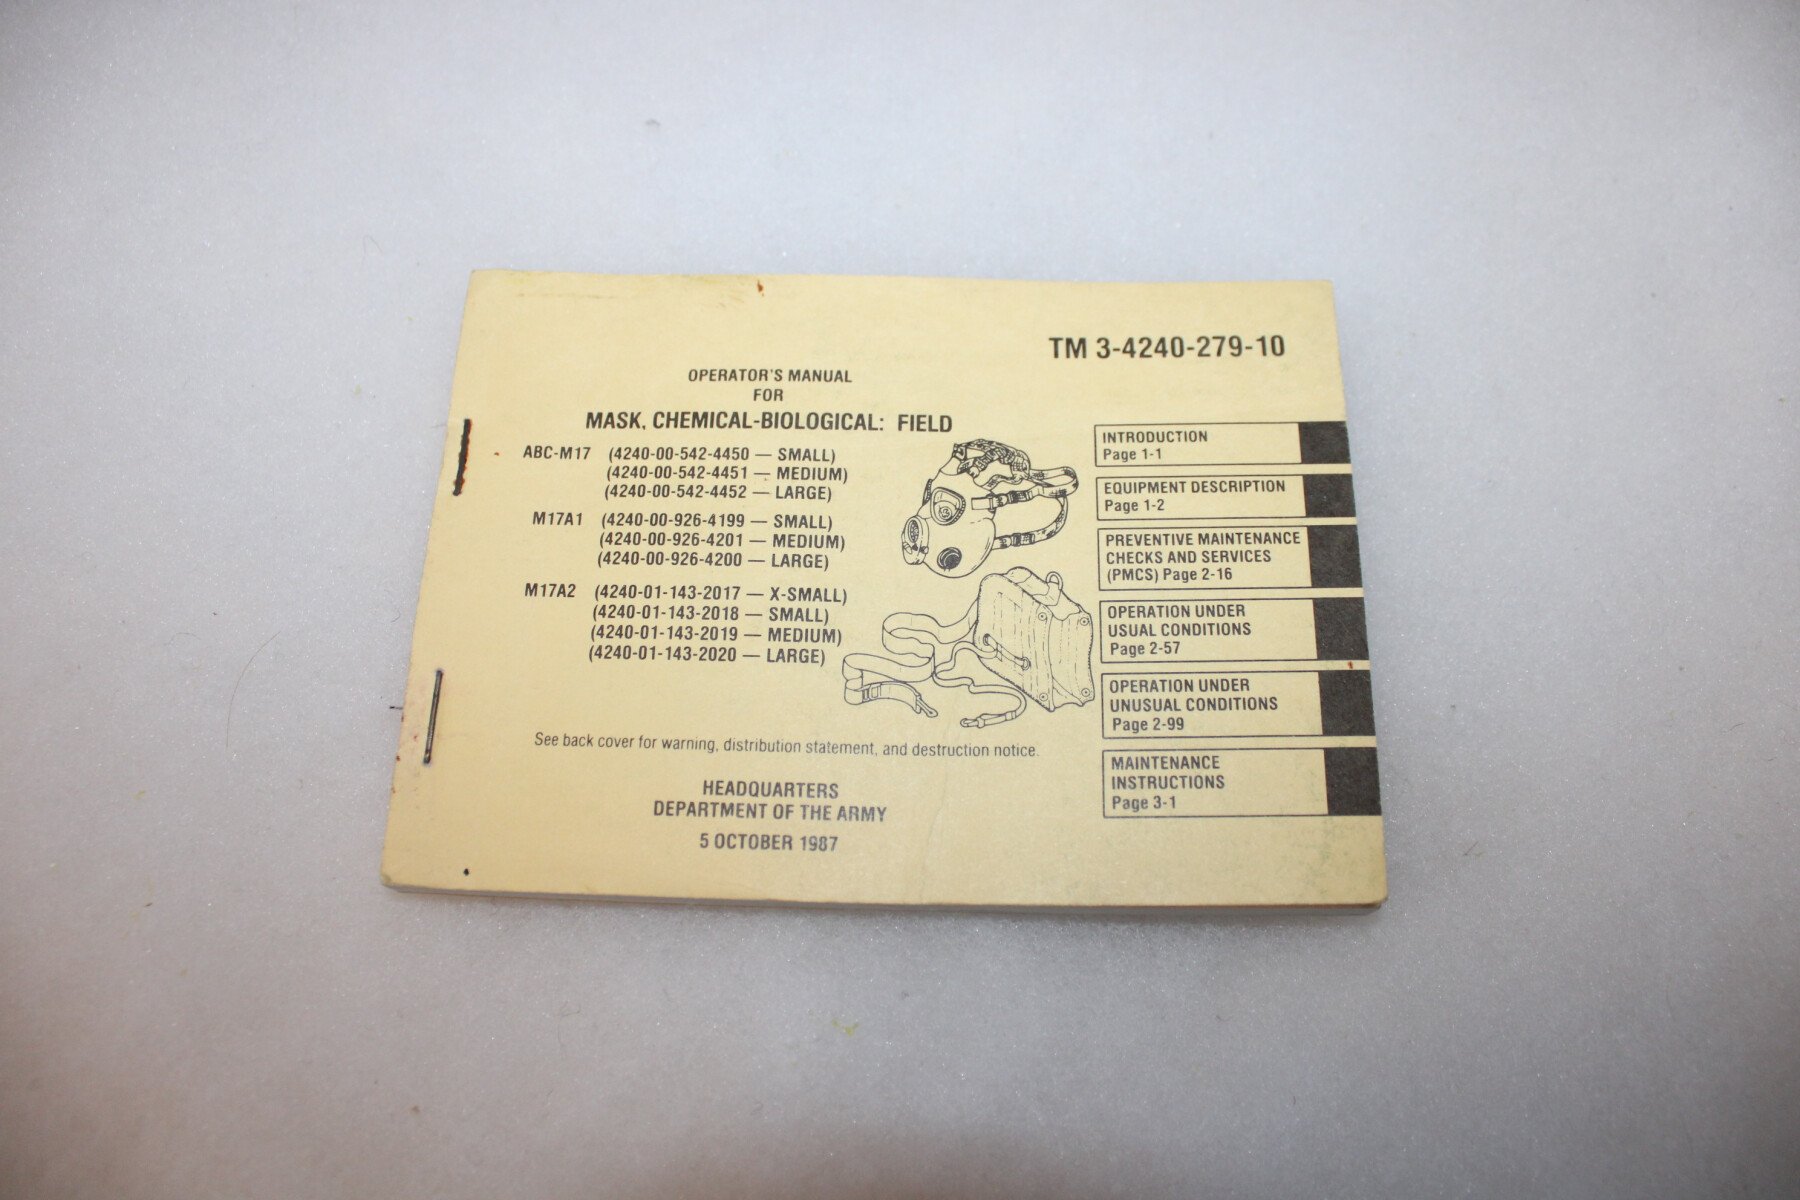 TM 3-4240-279-10
OPERATOR'S MANUAL
FOR
MASK, CHEMICAL-BIOLOGICAL: FIELD
ABC-M17 (4240-00-542-4450 — SMALL)
(4240-00-542-4451 — MEDIUM)
(4240-00-542-4452 — LARGE)
M17A1 (4240-00-926-4199 — SMALL)
(4240-00-926-4201 — MEDIUM)
(4240-00-926-4200 — LARGE)
M17A2 (4240-01-143-2017 — X-SMALL)
(4240-01-143-2018 — SMALL)
(4240-01-143-2019 — MEDIUM)
(4240-01-143-2020 — LARGE)
See back cover for warning, distribution statement, and destruction notice.
HEADQUARTERS
DEPARTMENT OF THE ARMY
5 OCTOBER 1987
INTRODUCTION
Page 1-1
EQUIPMENT DESCRIPTION
Page 1-2
PREVENTIVE MAINTENANCE
CHECKS AND SERVICES
(PMCS) Page 2-16
OPERATION UNDER
USUAL CONDITIONS
Page 2-57
OPERATION UNDER
UNUSUAL CONDITIONS
Page 2-99
MAINTENANCE
INSTRUCTIONS
Page 3-1